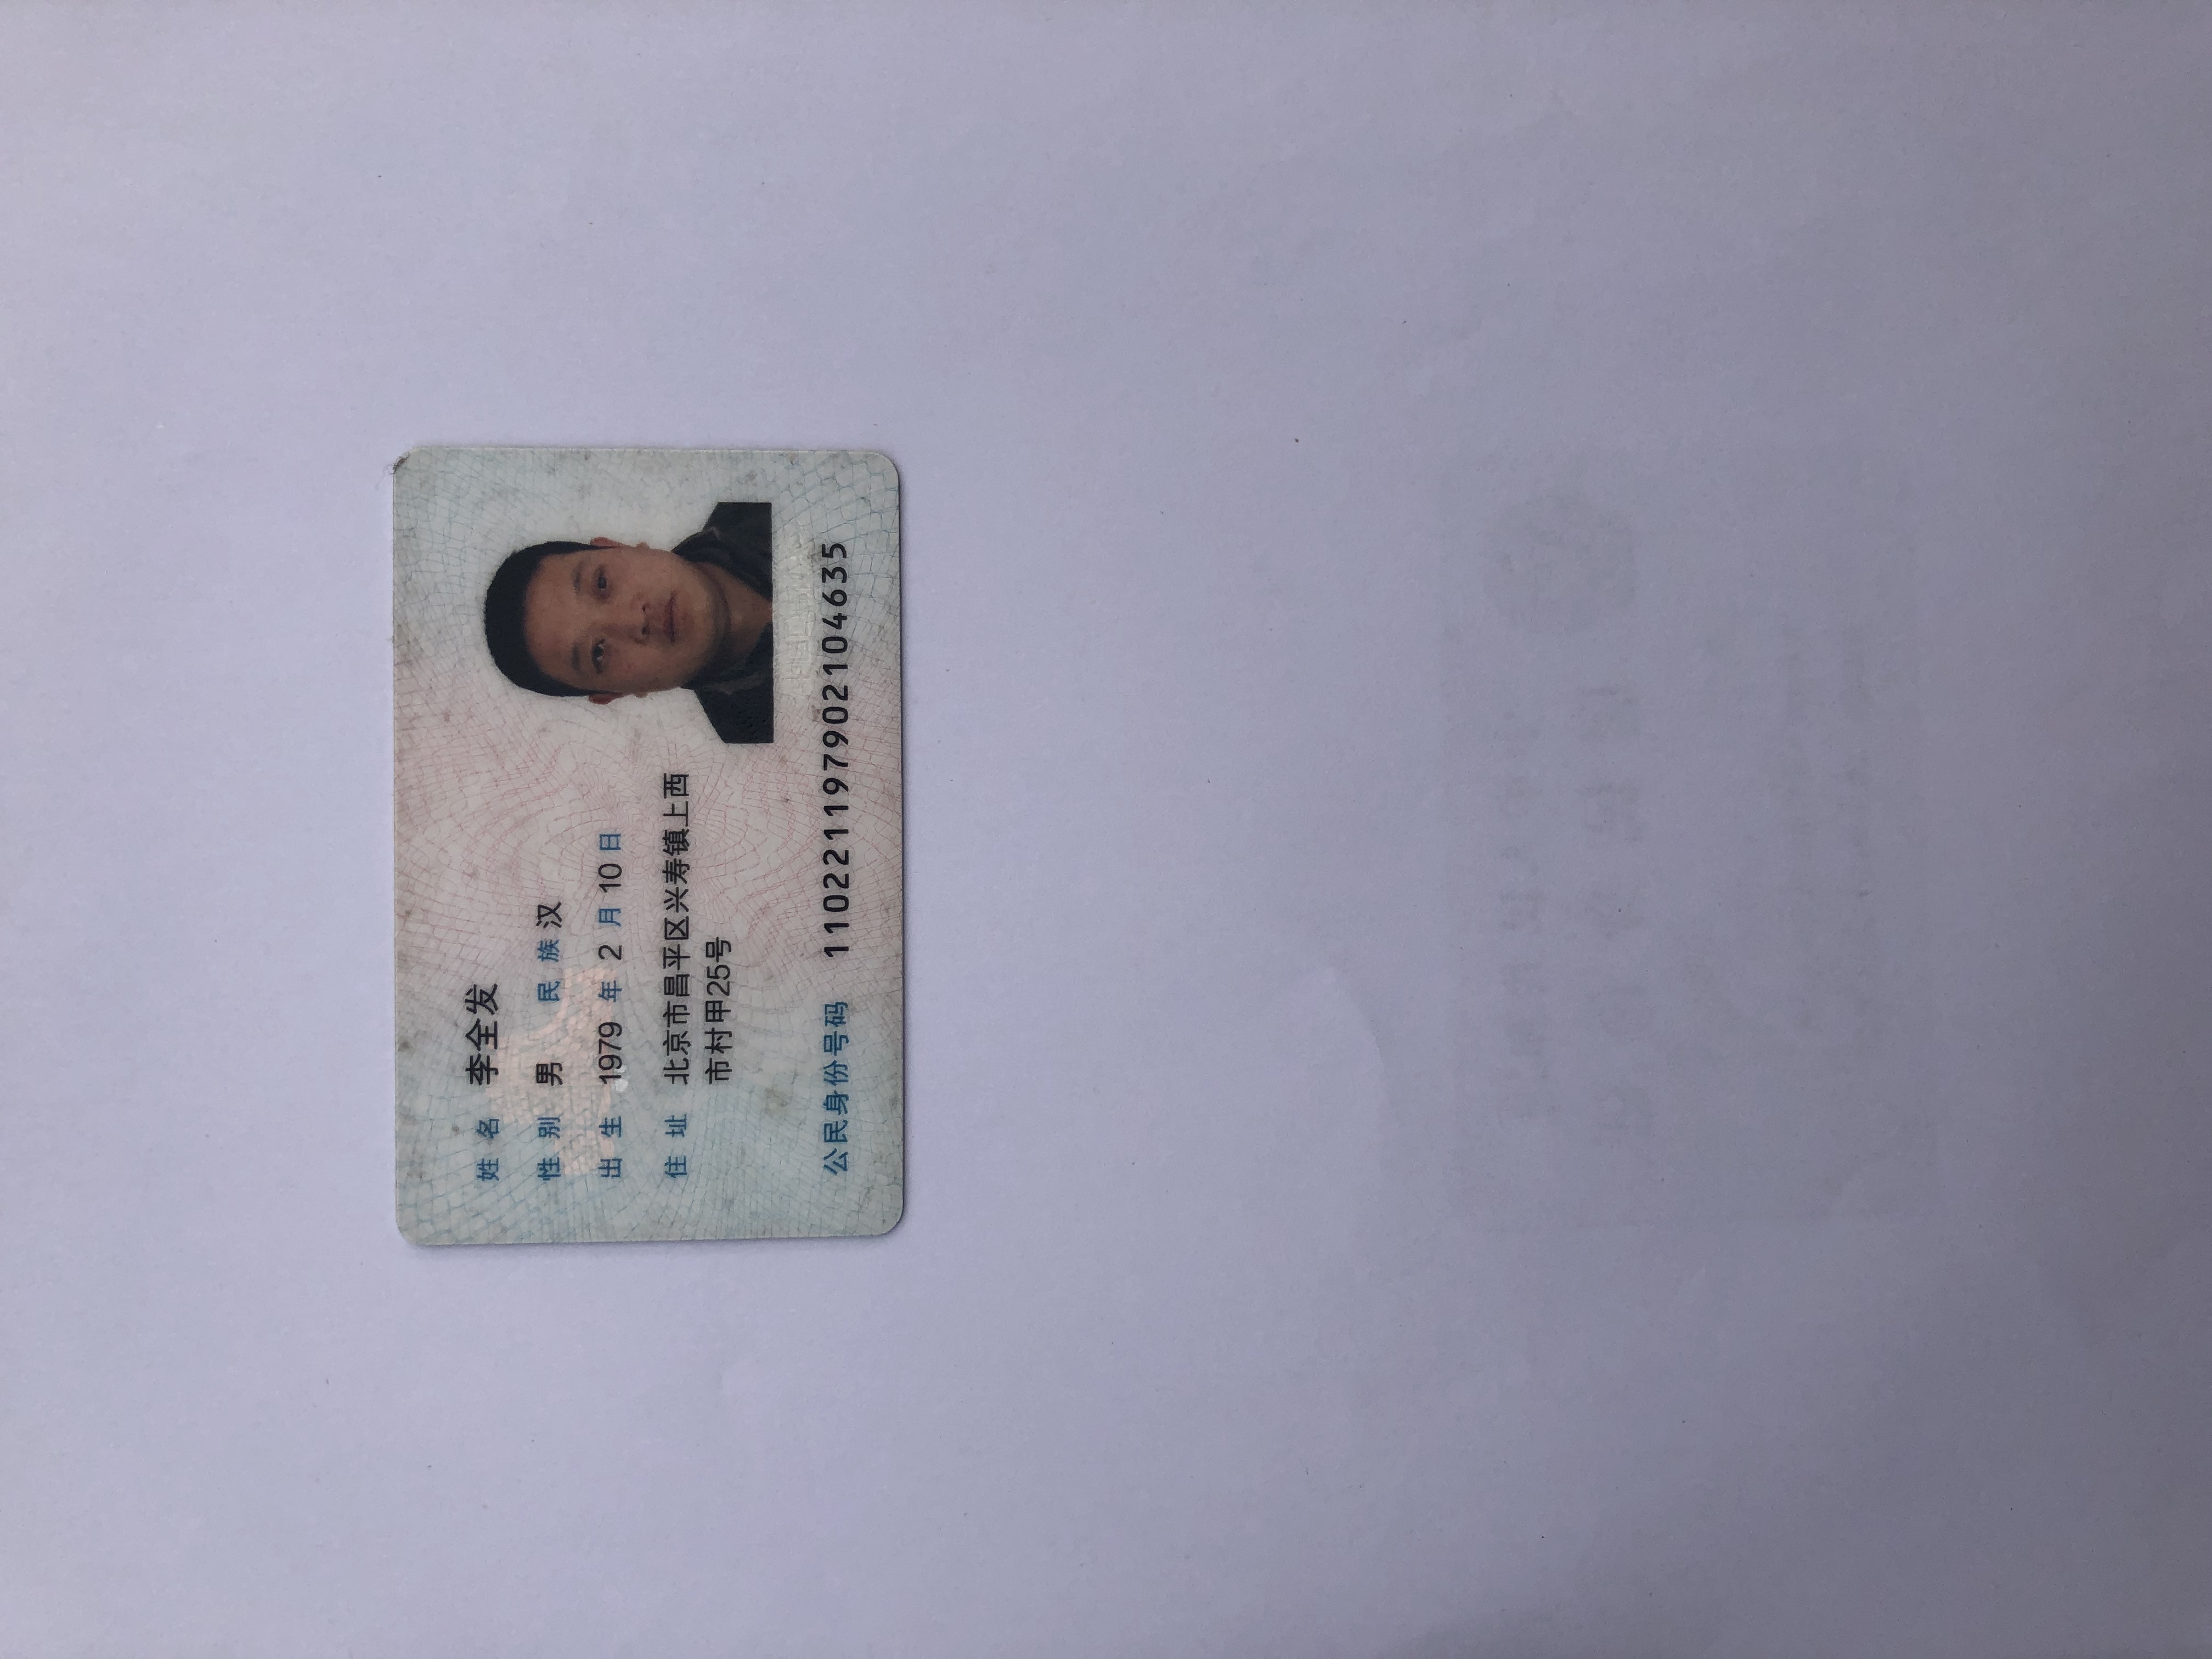 姓名 李全发
性别 男 民族 汉
出生 1979 年 2 月 10 日
住址 北京市昌平区兴寿镇上西
市村甲25号
公民身份号码 110221197902104635